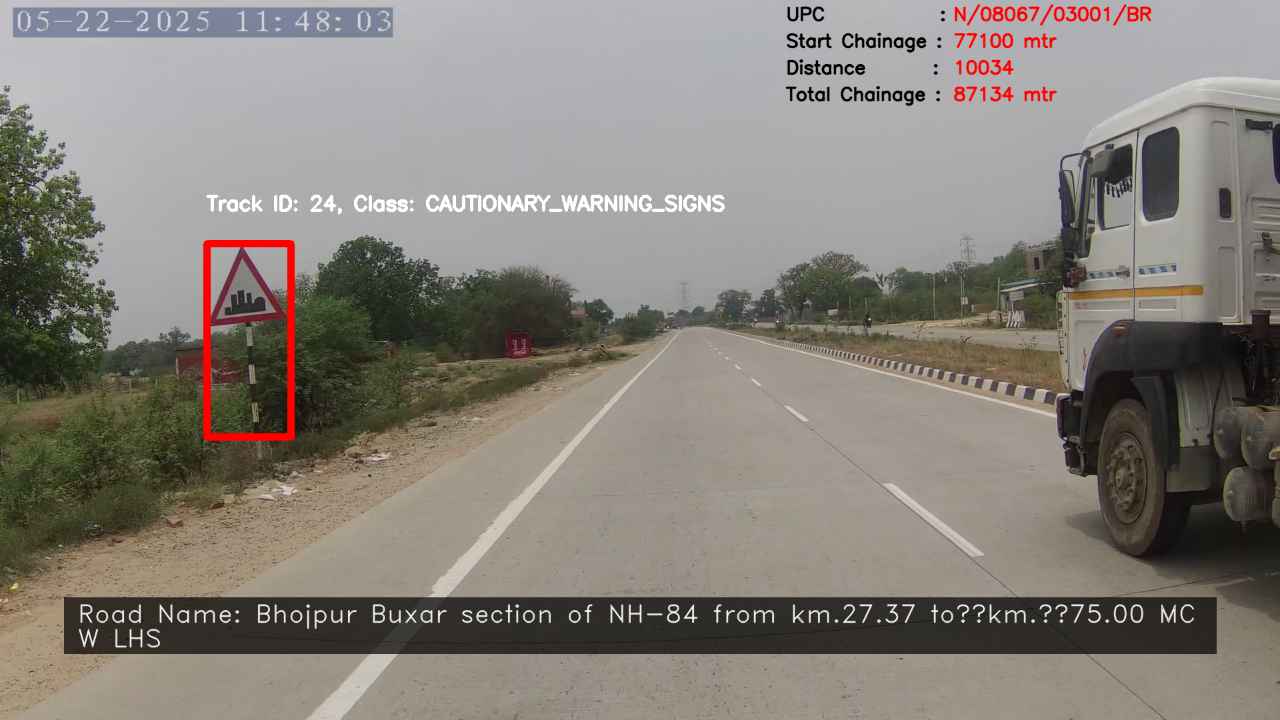 05-22-2025 11:48:03
UPC : N/08067/03001/BR
Start Chainage : 77100 mtr
Distance : 10034
Total Chainage : 87134 mtr
Track ID: 24, Class: CAUTIONARY_WARNING_SIGNS
Road Name: Bhojpur Buxar section of NH-84 from km.27.37 to??km.??75.00 MC
W LHS